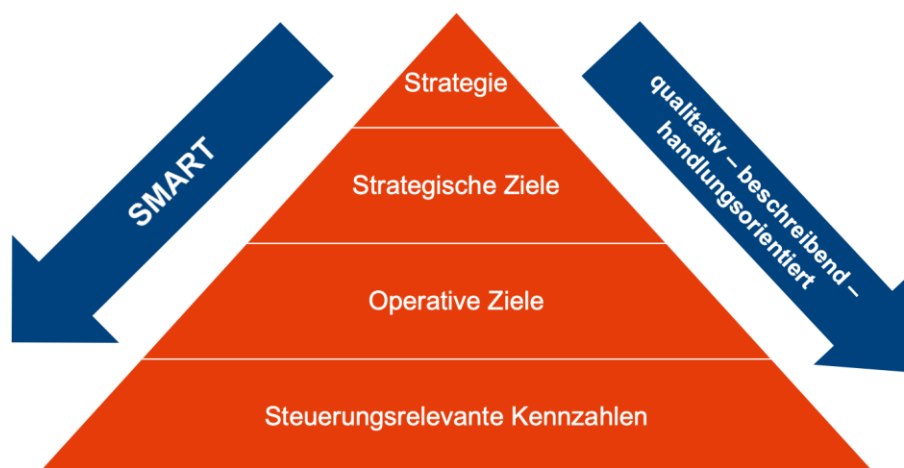 Strategie
SMART
qualitativ – beschreibend –
handlungsorientiert
Strategische Ziele
Operative Ziele
Steuerungsrelevante Kennzahlen